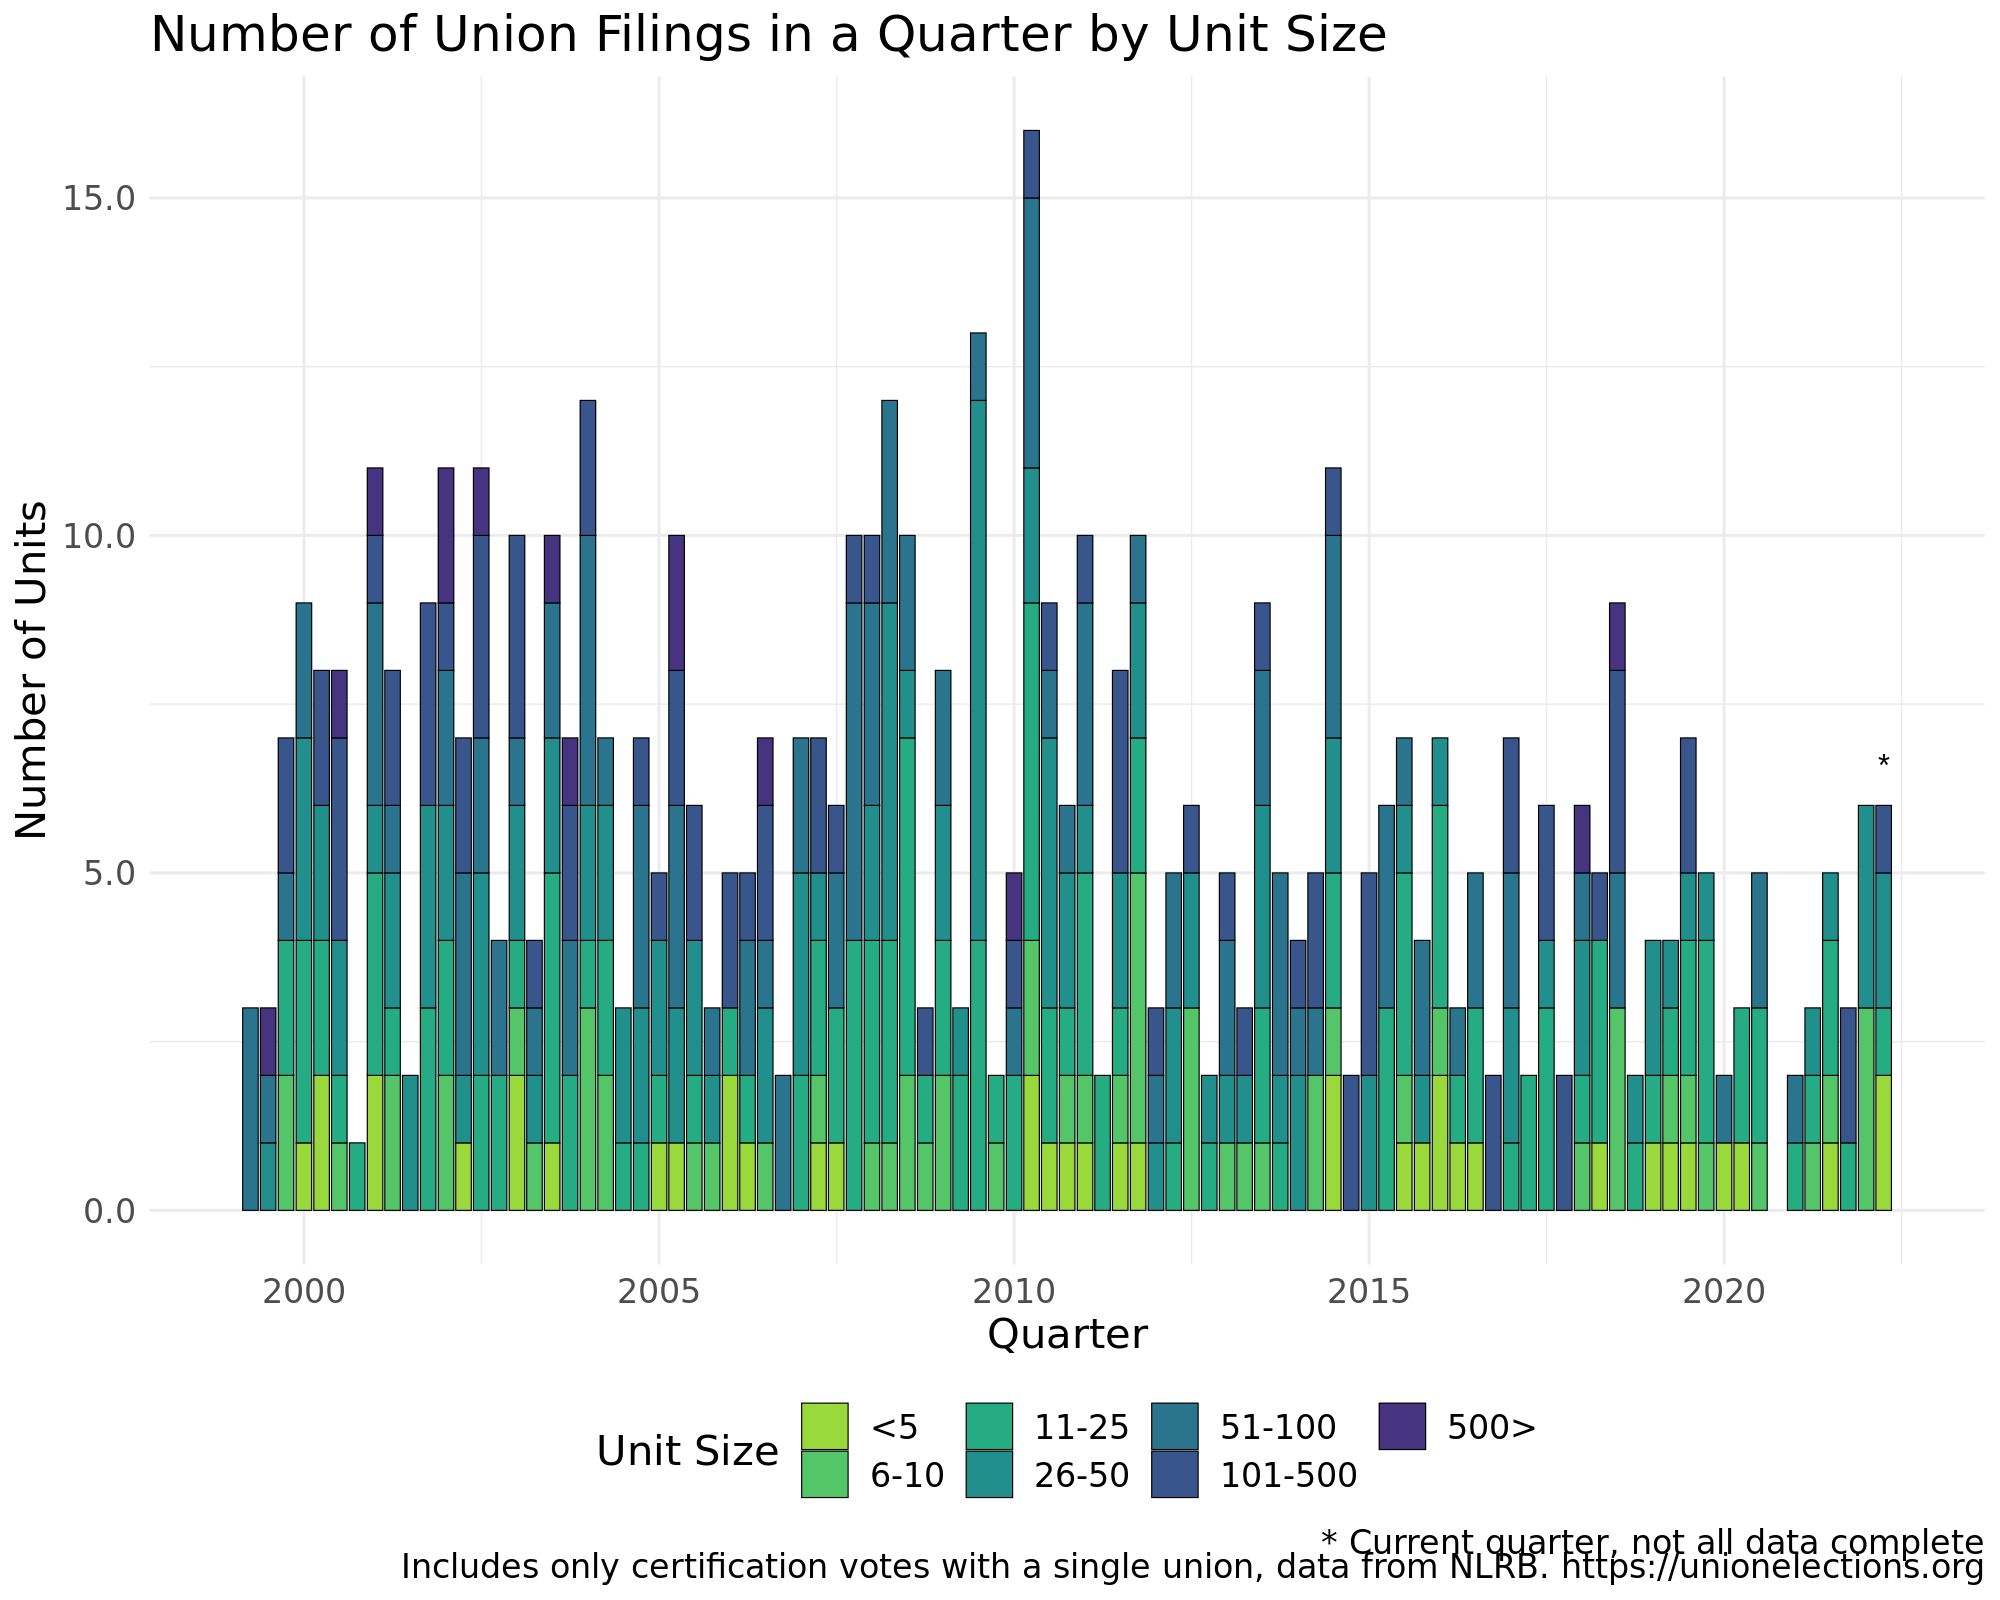 Number of Union Filings in a Quarter by Unit Size
Number of Units
15.0
10.0
5.0
0.0
*
2000 2005 2010 2015 2020
Quarter
Unit Size
<5 11-25 51-100 500>
6-10 26-50 101-500
* Current quarter, not all data complete
Includes only certification votes with a single union, data from NLRB. https://unionelections.org